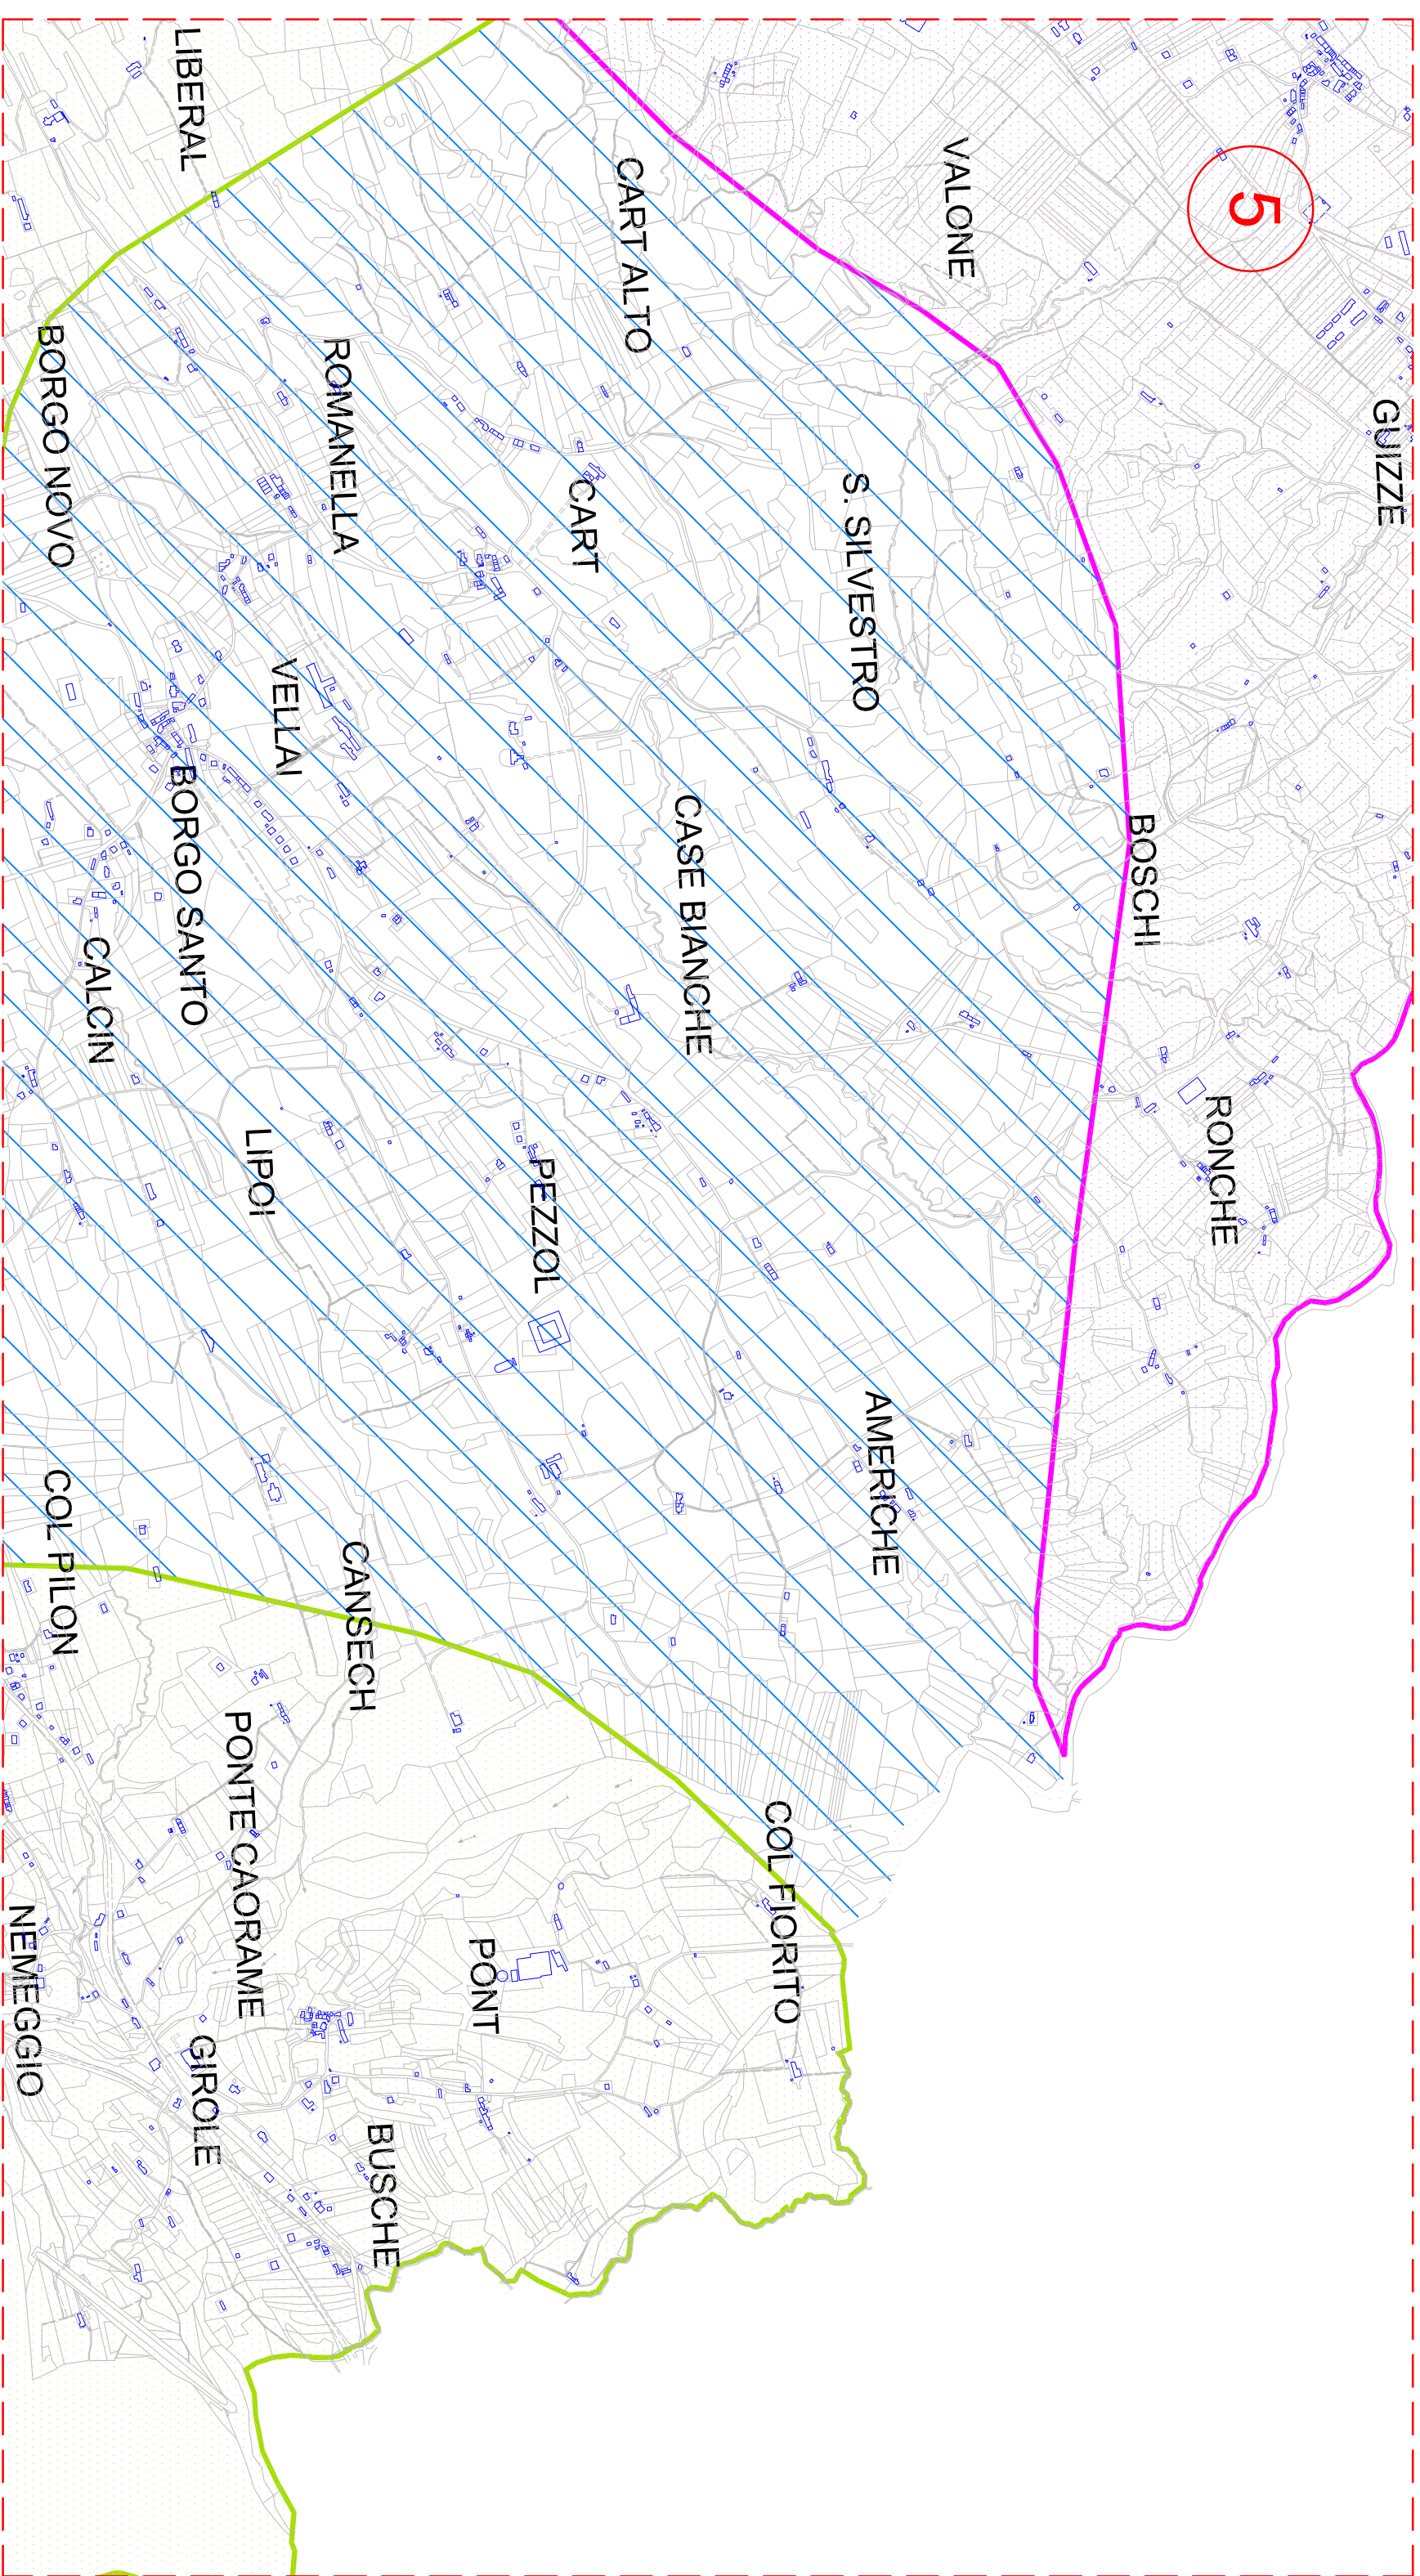 GUIZZE
5
RONCHE
BOSCHI
VALONE
S. SILVESTRO
AMERICHE
COL FIORITO
CASE BIANCHE
CART ALTO
CART
PEZZOL
PONT
BUSCHE
CANSECH
ROMANELLA
VELLAI
LIPOI
PONTE CAORAME
GIROLE
LIBERAL
BORGO SANTO
CALCIN
COL PILON
BORGO NOVO
NEMEGGIO